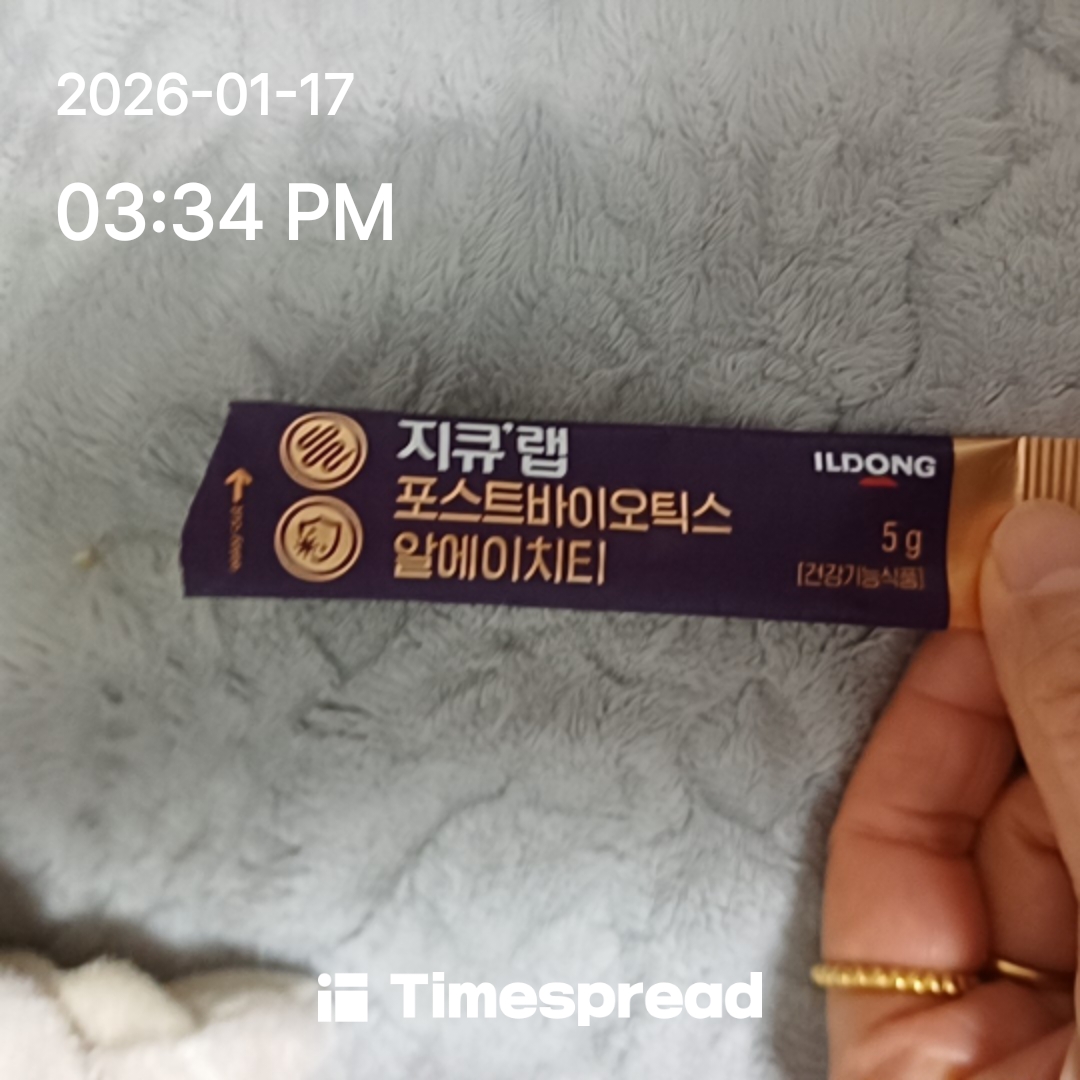 2026-01-17
03:34 PM
지큐랩
포스트바이오틱스
알에이치티
ILDONG
5 g
[건강기능식품]
Timespread